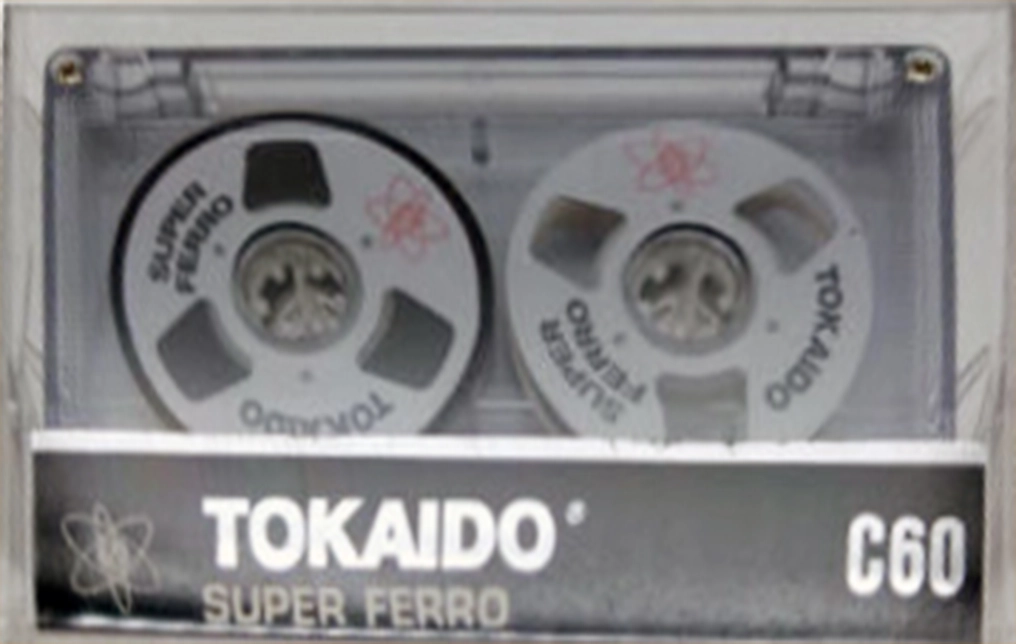 SUPER
FERRO
TOKAIDO
TOKAIDO
SUPER
FERRO
TOKAIDO®
C60
SUPER FERRO